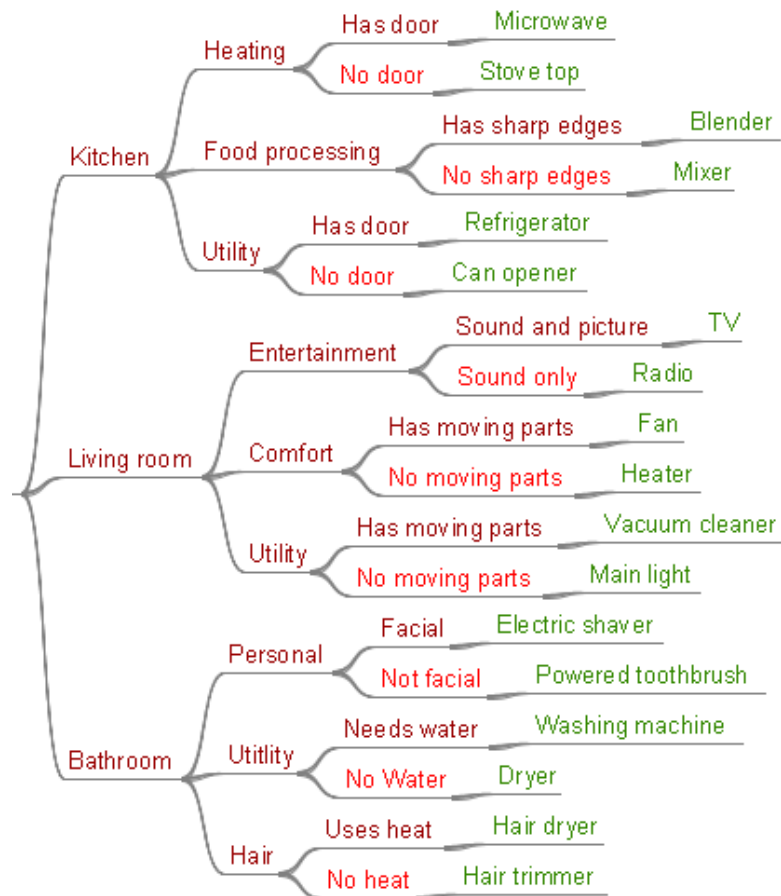 Has door
Microwave
Heating
No door
Stove top
Has sharp edges
Blender
Kitchen
Food processing
No sharp edges
Mixer
Has door
Refrigerator
Utility
No door
Can opener
Sound and picture
TV
Entertainment
Sound only
Radio
Has moving parts
Fan
Living room
Comfort
No moving parts
Heater
Has moving parts
Vacuum cleaner
Utility
No moving parts
Main light
Facial
Electric shaver
Personal
Not facial
Powered toothbrush
Needs water
Washing machine
Bathroom
Utitlity
No Water
Dryer
Uses heat
Hair dryer
Hair
No heat
Hair trimmer